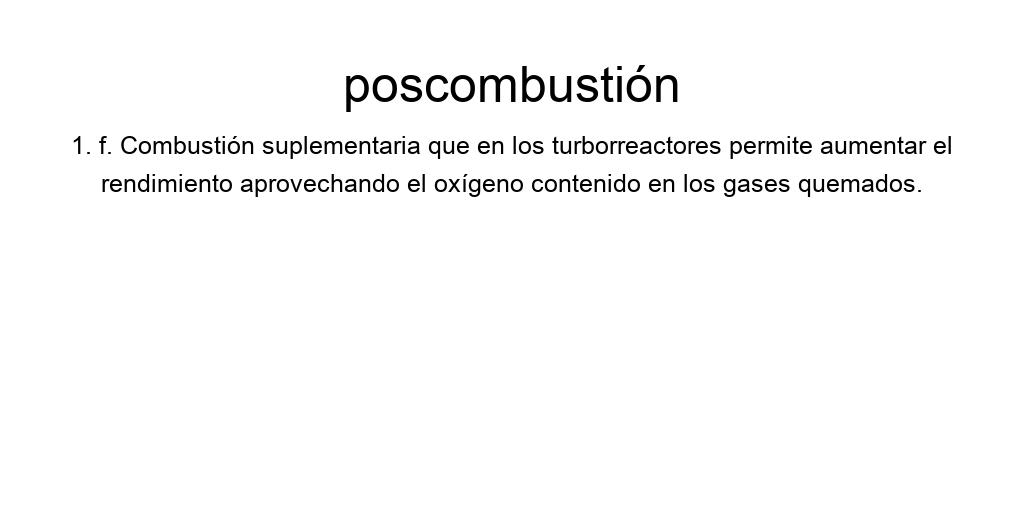 poscombustión
1. f. Combustión suplementaria que en los turborreactores permite aumentar el
rendimiento aprovechando el oxígeno contenido en los gases quemados.